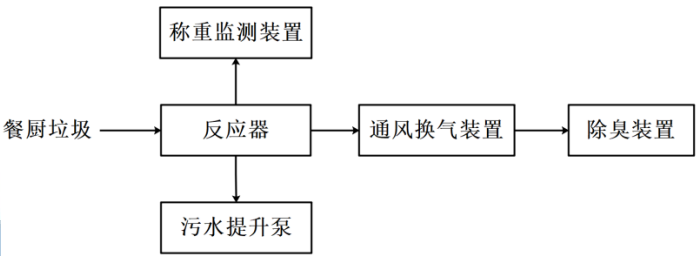 称重监测装置
餐厨垃圾
反应器
通风换气装置
除臭装置
污水提升泵